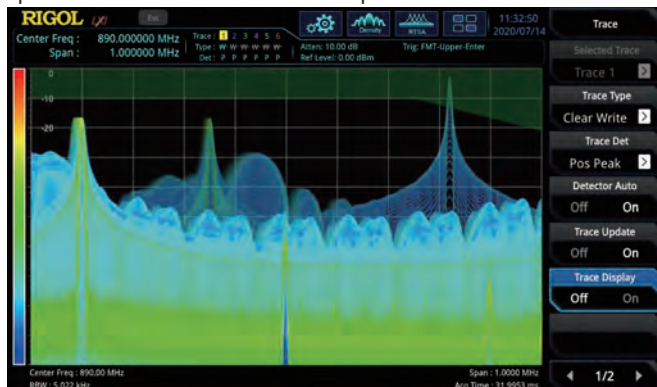 RIGOL LXI Esc 11:32:50
Density RTSA 2020/07/14
Center Freq : 890.000000 MHz
Span : 1.000000 MHz
Trace : 1 2 3 4 5 6
Type : W W W W W W
Det : P P P P P P
Atten: 10.00 dB Trig: FMT-Upper-Enter
Ref Level: 0.00 dBm
0
-10
-20
Trace
Selected Trace
Trace 1
Trace Type
Clear Write
Trace Det
Pos Peak
Detector Auto
Off On
Trace Update
Off On
Trace Display
Off On
1/2
Center Freq : 890.00 MHz Span : 1.0000 MHz
RBW : 5.022 kHz Acq Time : 31.9953 ms